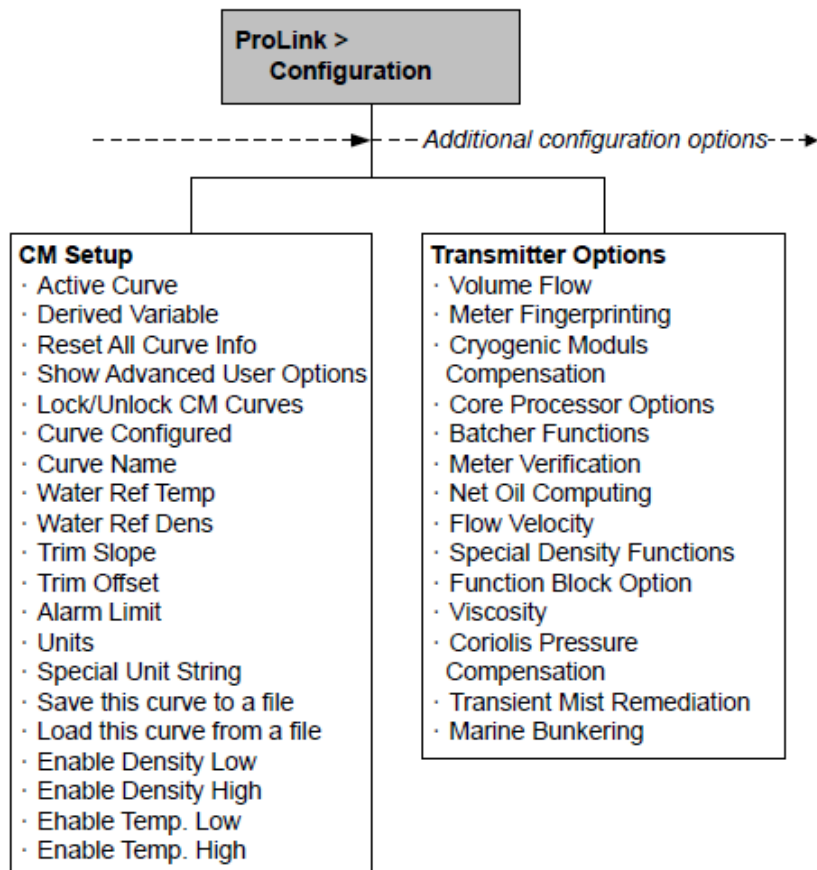 ProLink >
Configuration
Additional configuration options
CM Setup
· Active Curve
· Derived Variable
· Reset All Curve Info
· Show Advanced User Options
· Lock/Unlock CM Curves
· Curve Configured
· Curve Name
· Water Ref Temp
· Water Ref Dens
· Trim Slope
· Trim Offset
· Alarm Limit
· Units
· Special Unit String
· Save this curve to a file
· Load this curve from a file
· Enable Density Low
· Enable Density High
· Ehable Temp. Low
· Enable Temp. High
Transmitter Options
· Volume Flow
· Meter Fingerprinting
· Cryogenic Moduls
Compensation
· Core Processor Options
· Batcher Functions
· Meter Verification
· Net Oil Computing
· Flow Velocity
· Special Density Functions
· Function Block Option
· Viscosity
· Coriolis Pressure
Compensation
· Transient Mist Remediation
· Marine Bunkering